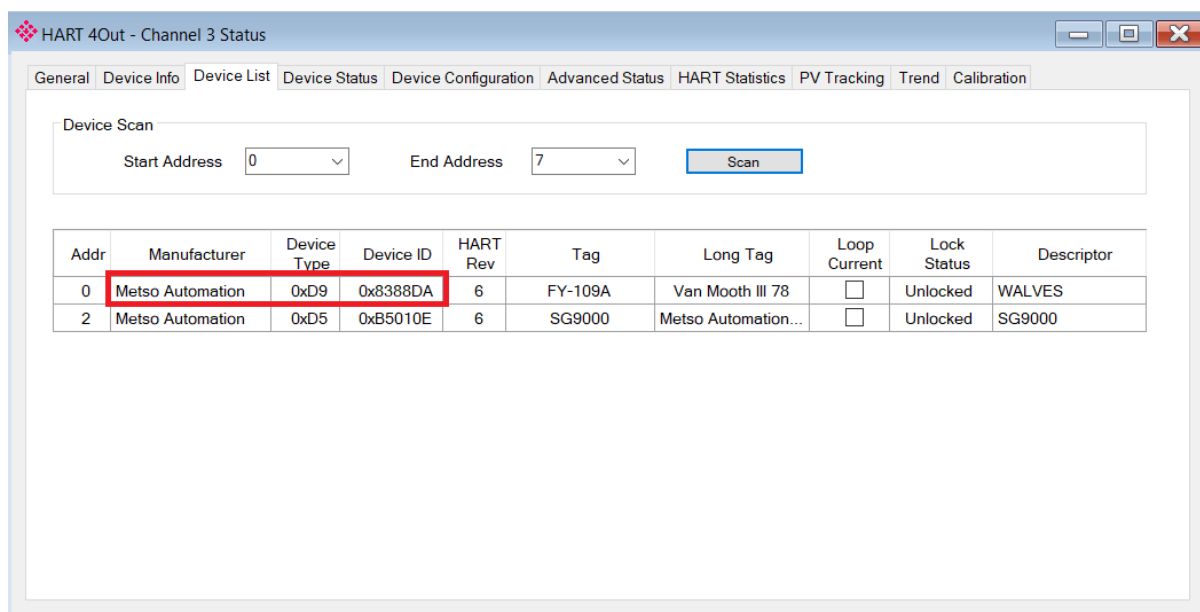 HART 4Out - Channel 3 Status
General Device Info Device List Device Status Device Configuration Advanced Status HART Statistics PV Tracking Trend Calibration
Device Scan
Start Address 0 End Address 7 Scan
Addr Manufacturer Device Type Device ID HART Rev Tag Long Tag Loop Current Lock Status Descriptor
0 Metso Automation 0xD9 0x8388DA 6 FY-109A Van Mooth III 78 Unlocked WALVES
2 Metso Automation 0xD5 0xB5010E 6 SG9000 Metso Automation... Unlocked SG9000